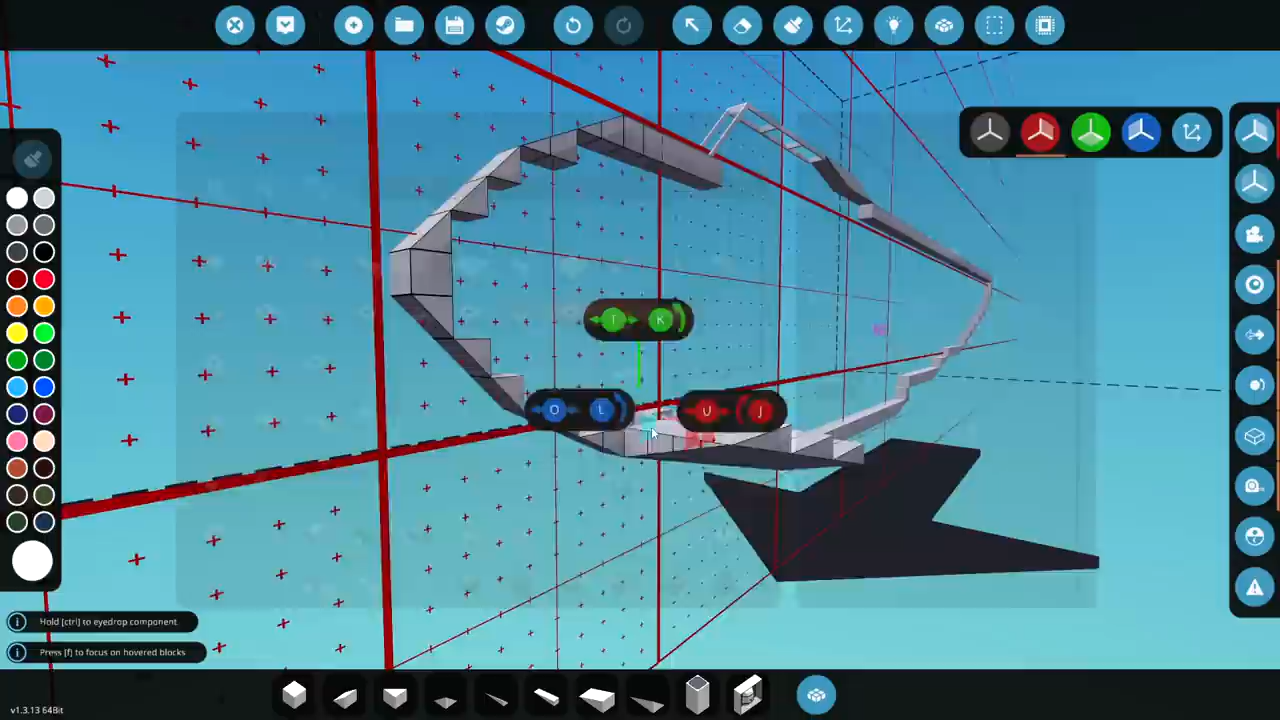 T K
O L U J
Hold [ctrl] to eyedrop component
Press [f] to focus on hovered blocks
v1.3.13 64Bit